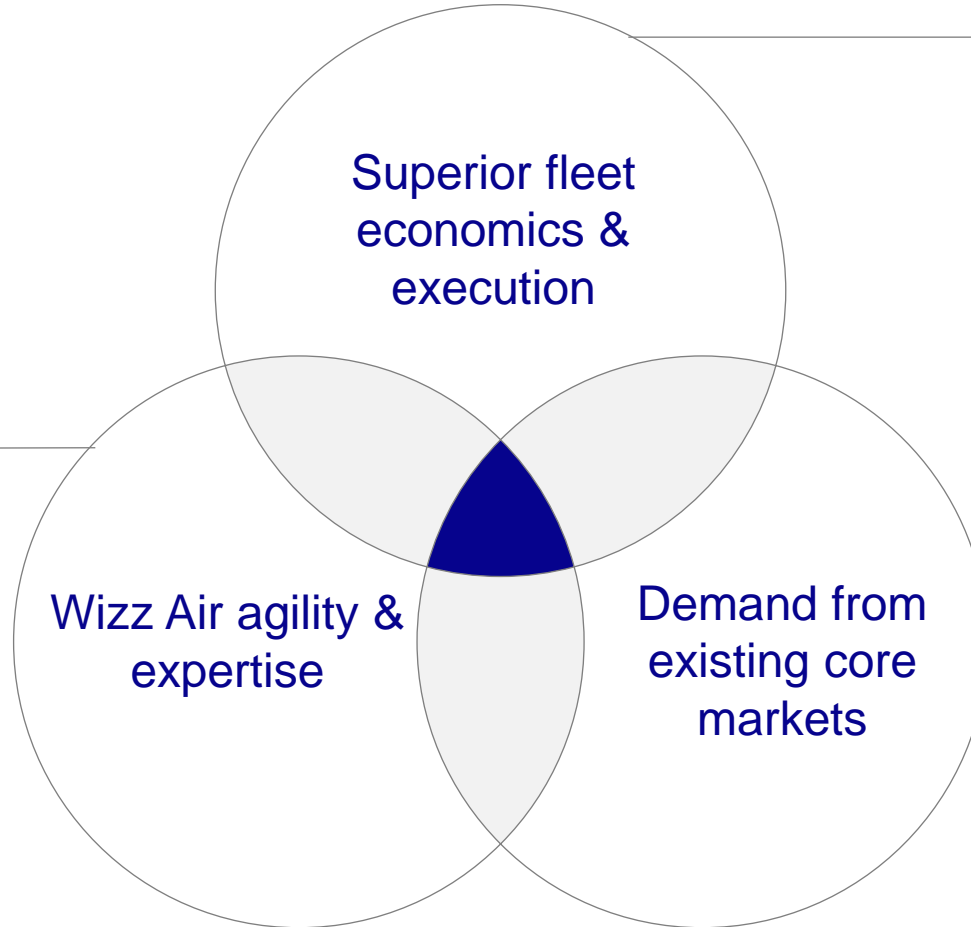 Superior fleet
economics &
execution
Wizz Air agility &
expertise
Demand from
existing core
markets